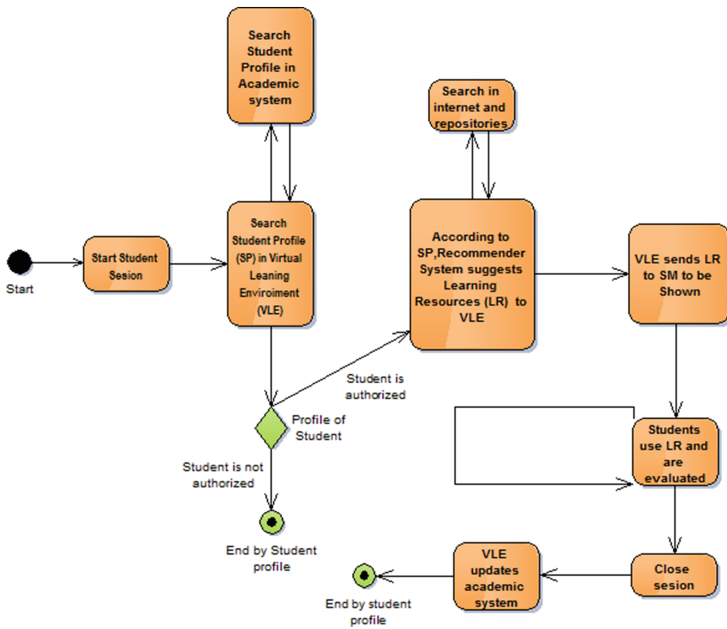 Search
Student
Profile in
Academic
system
Search in
internet and
repositories
Start
Start Student
Sesion
Search
Student Profile
(SP) in Virtual
Leaning
Enviroiment
(VLE)
According to
SP,Recommender
System suggests
Learning
Resources (LR) to
VLE
VLE sends LR
to SM to be
Shown
Student is
authorized
Profile of
Student
Student is not
authorized
End by Student
profile
Students
use LR and
are
evaluated
Close
sesion
VLE
updates
academic
system
End by student
profile